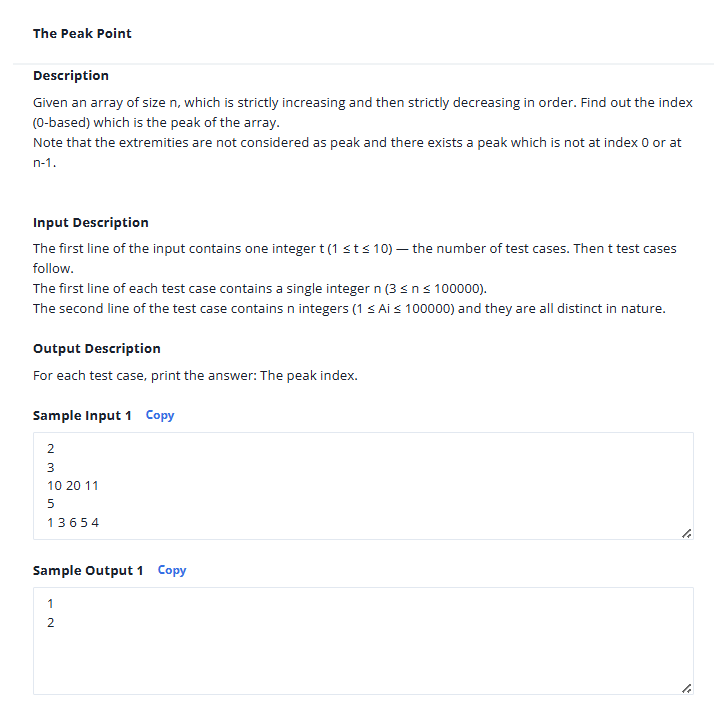 The Peak Point
Description
Given an array of size n, which is strictly increasing and then strictly decreasing in order. Find out the index
(0-based) which is the peak of the array.
Note that the extremities are not considered as peak and there exists a peak which is not at index 0 or at
n-1.
Input Description
The first line of the input contains one integer t (1 ≤ t ≤ 10) — the number of test cases. Then t test cases
follow.
The first line of each test case contains a single integer n (3 ≤ n ≤ 100000).
The second line of the test case contains n integers (1 ≤ Ai ≤ 100000) and they are all distinct in nature.
Output Description
For each test case, print the answer: The peak index.
Sample Input 1 Copy
2
3
10 20 11
5
1 3 6 5 4
Sample Output 1 Copy
1
2